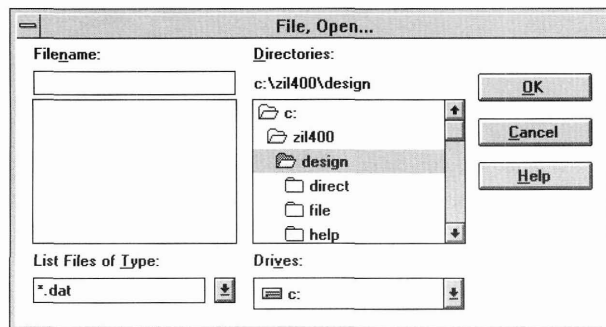 File, Open...
Filename:
Directories:
c:\zil400\design
OK
c:
zil400
Cancel
design
direct
Help
file
help
List Files of Type:
Drives:
*.dat
c: